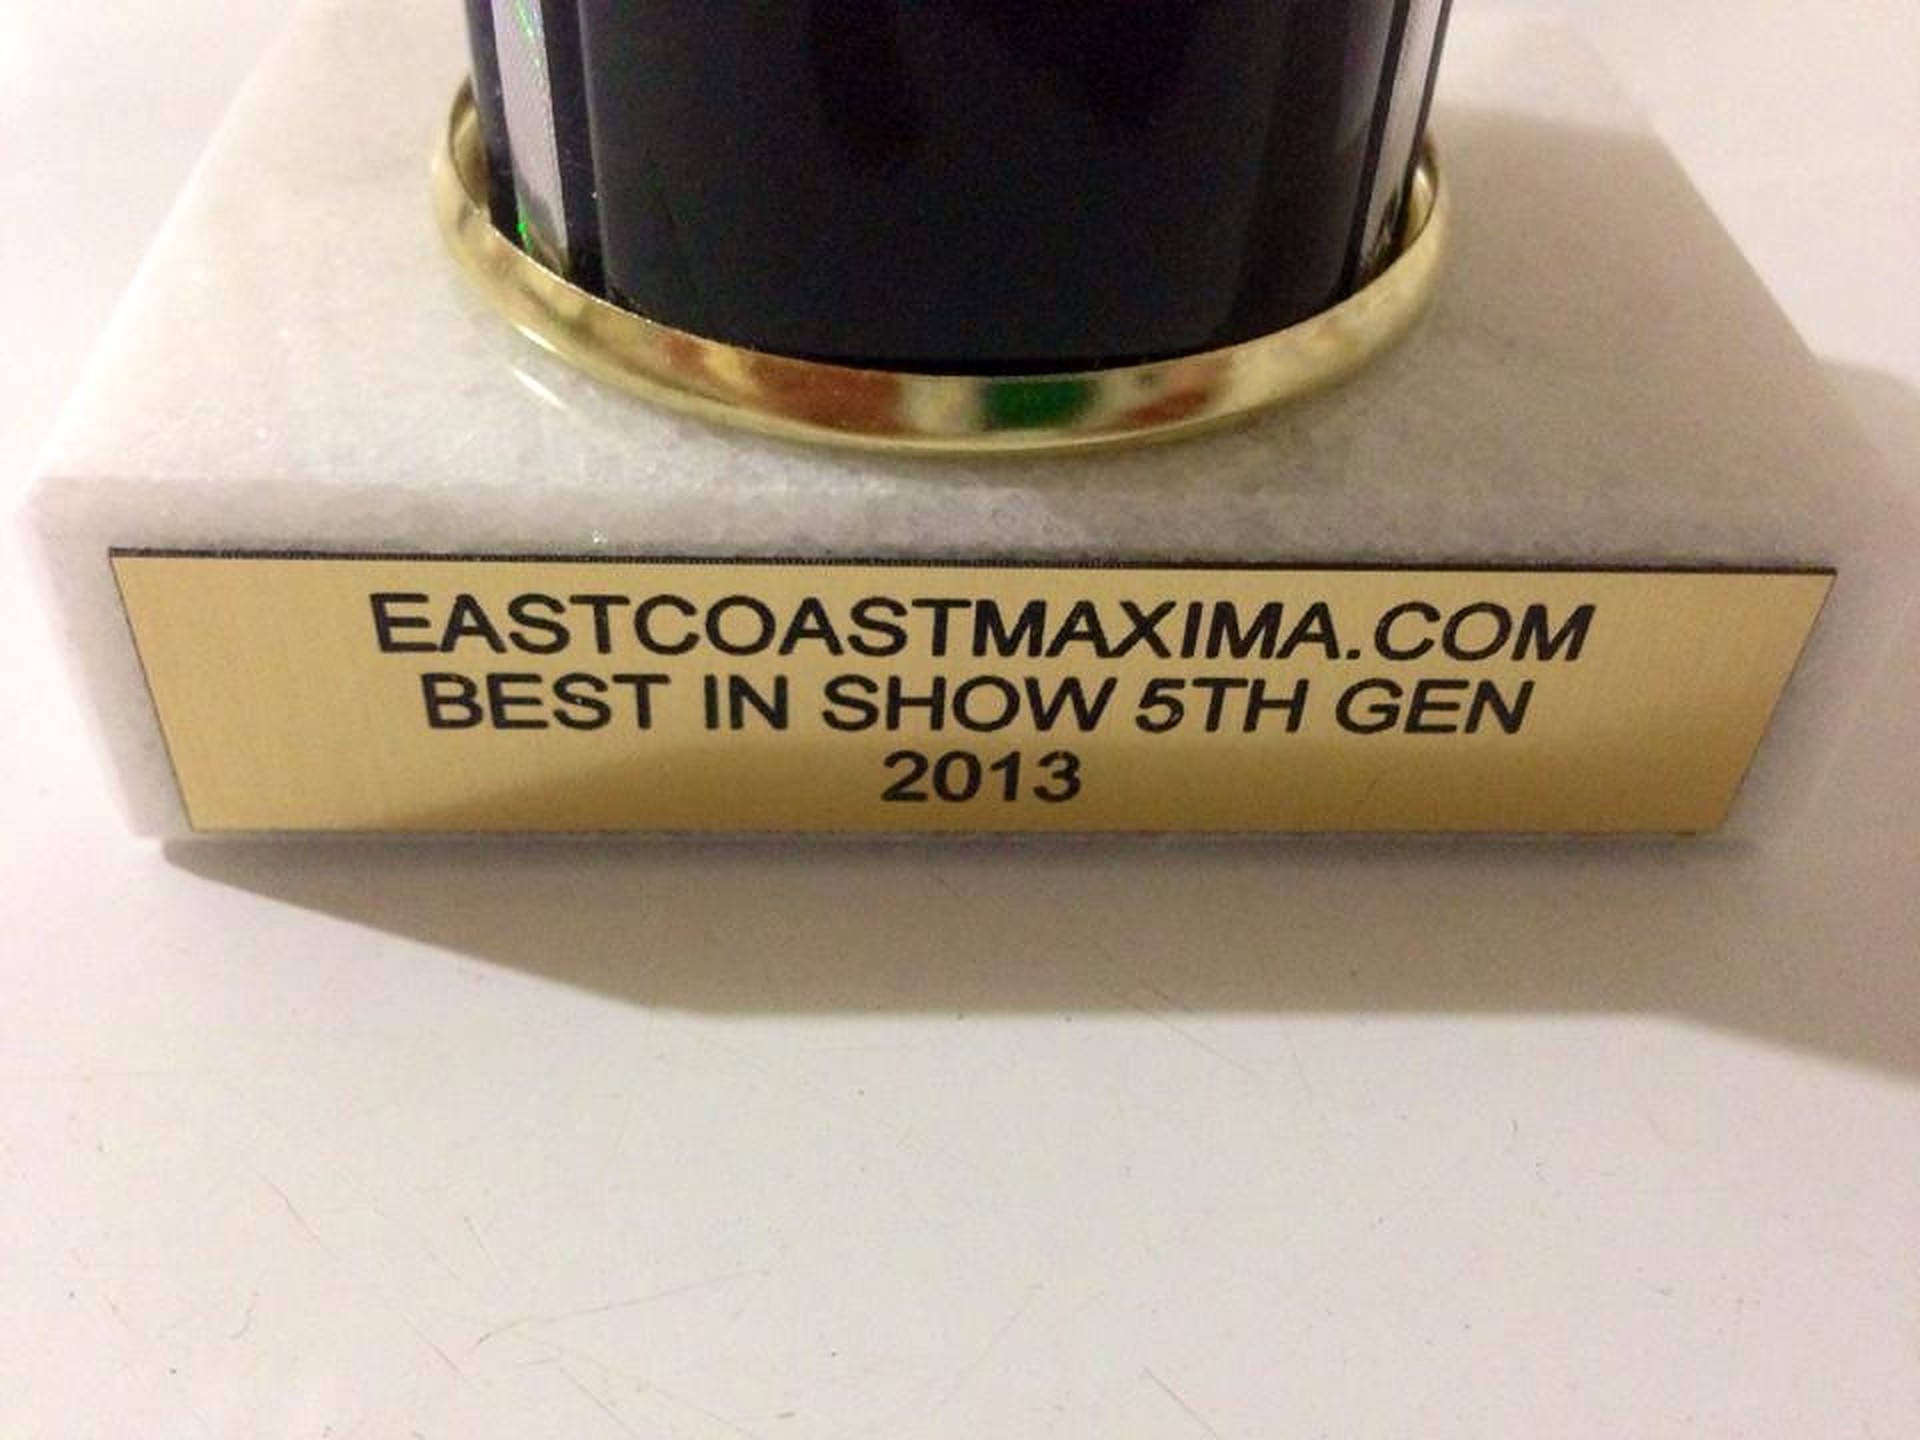 EASTCOASTMAXIMA.COM
BEST IN SHOW 5TH GEN
2013